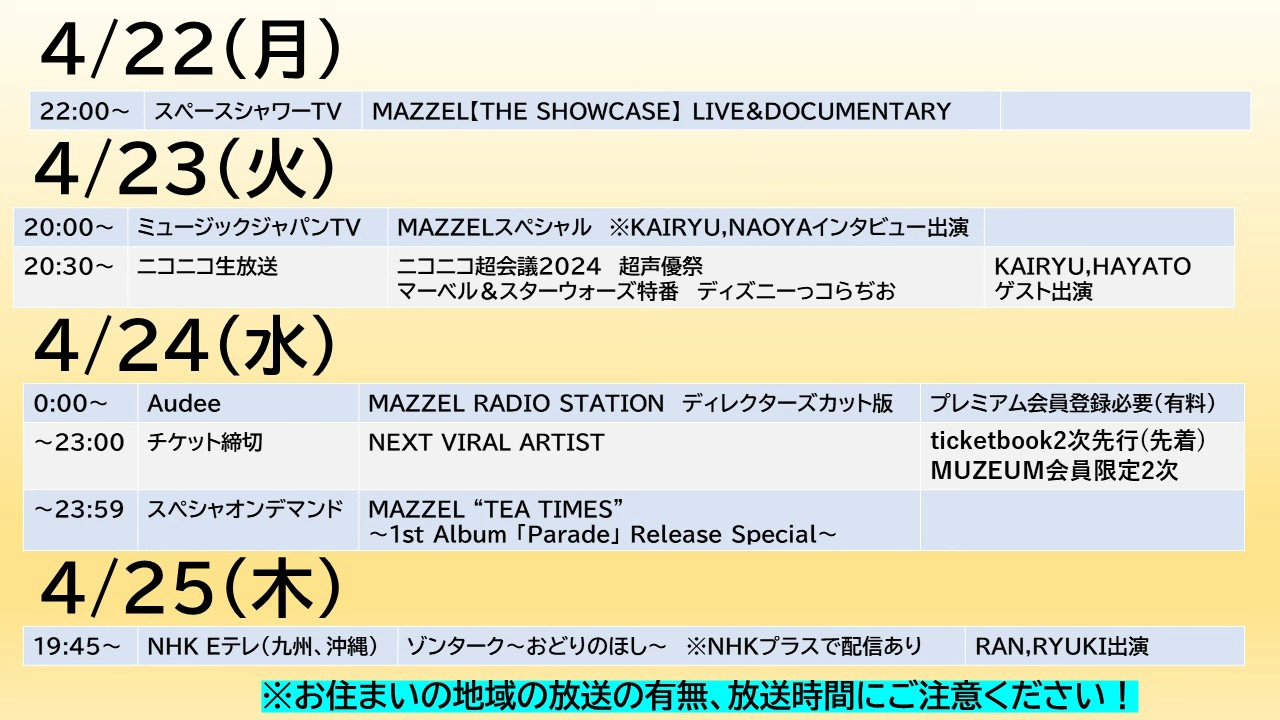 4/22(月)
22:00～ スペースシャワーTV MAZZEL【THE SHOWCASE】 LIVE&DOCUMENTARY
4/23(火)
20:00～ ミュージックジャパンTV MAZZELスペシャル ※KAIRYU,NAOYAインタビュー出演
20:30～ ニコニコ生放送 ニコニコ超会議2024 超声優祭 KAIRYU,HAYATO
マーベル＆スターウォーズ特番 ディズニーっコらぢお ゲスト出演
4/24(水)
0:00～ Audee MAZZEL RADIO STATION ディレクターズカット版 プレミアム会員登録必要(有料)
～23:00 チケット締切 NEXT VIRAL ARTIST ticketbook2次先行(先着)
MUZEUM会員限定2次
～23:59 スペシャオンデマンド MAZZEL “TEA TIMES”
～1st Album 「Parade」 Release Special～
4/25(木)
19:45～ NHK Eテレ(九州、沖縄) ゾンターク～おどりのほし～ ※NHKプラスで配信あり RAN,RYUKI出演
※お住まいの地域の放送の有無、放送時間にご注意ください！